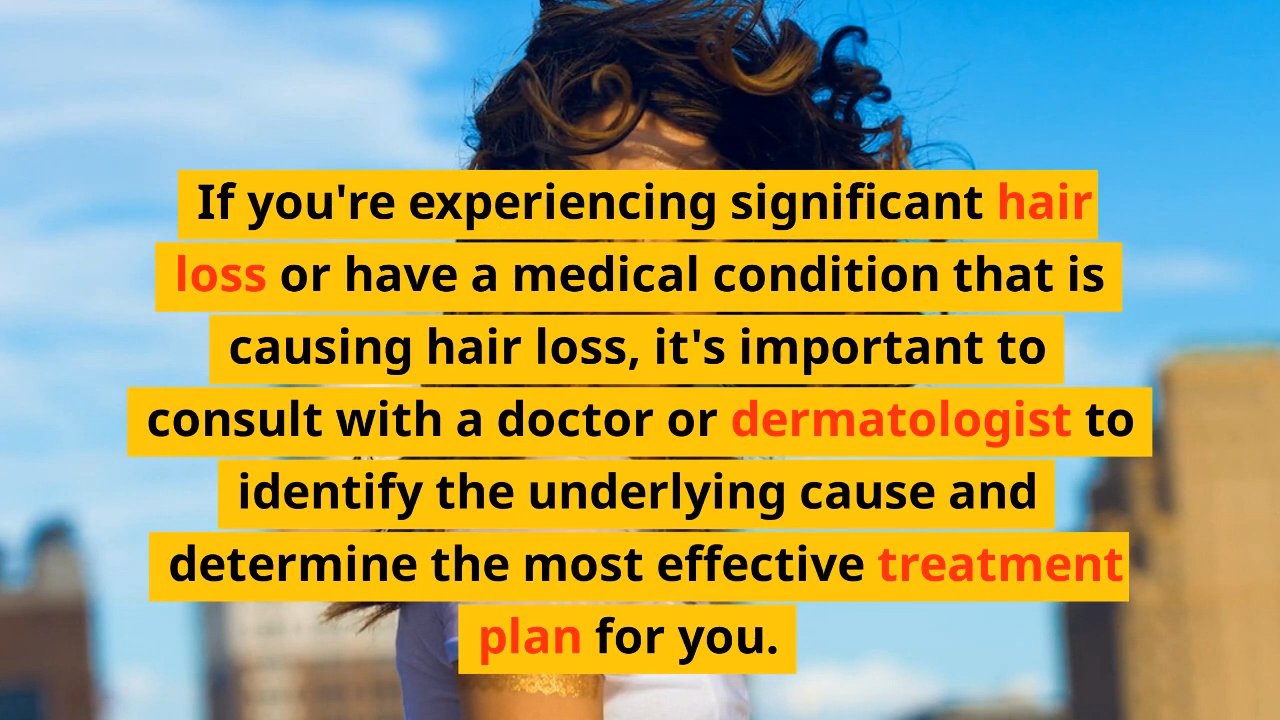 If you're experiencing significant hair
loss or have a medical condition that is
causing hair loss, it's important to
consult with a doctor or dermatologist to
identify the underlying cause and
determine the most effective treatment
plan for you.